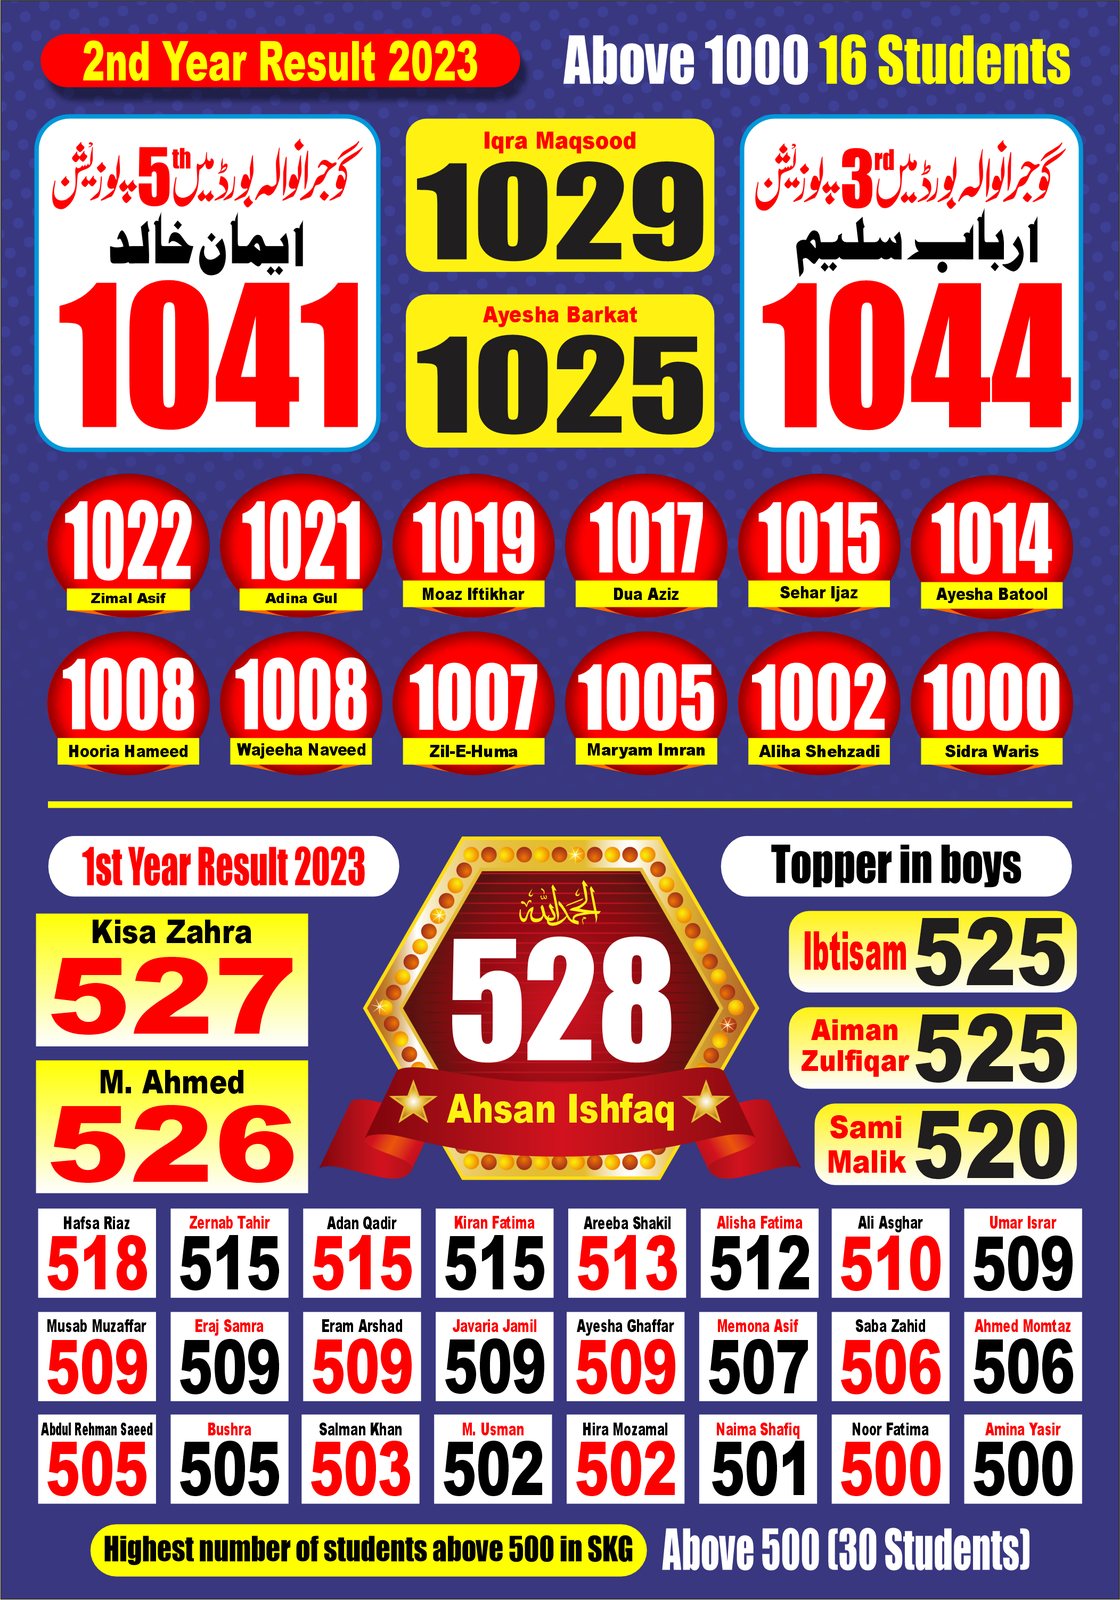 2nd Year Result 2023
Above 1000 16 Students
گوجرانوالہ بورڈ میں 5th پوزیشن
ایمان خالد
1041
Iqra Maqsood
1029
Ayesha Barkat
1025
گوجرانوالہ بورڈ میں 3rd پوزیشن
ارباب سلیم
1044
1022
Zimal Asif
1021
Adina Gul
1019
Moaz Iftikhar
1017
Dua Aziz
1015
Sehar Ijaz
1014
Ayesha Batool
1008
Hooria Hameed
1008
Wajeeha Naveed
1007
Zil-E-Huma
1005
Maryam Imran
1002
Aliha Shehzadi
1000
Sidra Waris
1st Year Result 2023
Kisa Zahra
527
M. Ahmed
526
الحمدللہ
528
Ahsan Ishfaq
Topper in boys
Ibtisam 525
Aiman
Zulfiqar 525
Sami
Malik 520
Hafsa Riaz
518
Zernab Tahir
515
Adan Qadir
515
Kiran Fatima
515
Areeba Shakil
513
Alisha Fatima
512
Ali Asghar
510
Umar Israr
509
Musab Muzaffar
509
Eraj Samra
509
Eram Arshad
509
Javaria Jamil
509
Ayesha Ghaffar
509
Memona Asif
507
Saba Zahid
506
Ahmed Momtaz
506
Abdul Rehman Saeed
505
Bushra
505
Salman Khan
503
M. Usman
502
Hira Mozamal
502
Naima Shafiq
501
Noor Fatima
500
Amina Yasir
500
Highest number of students above 500 in SKG
Above 500 (30 Students)